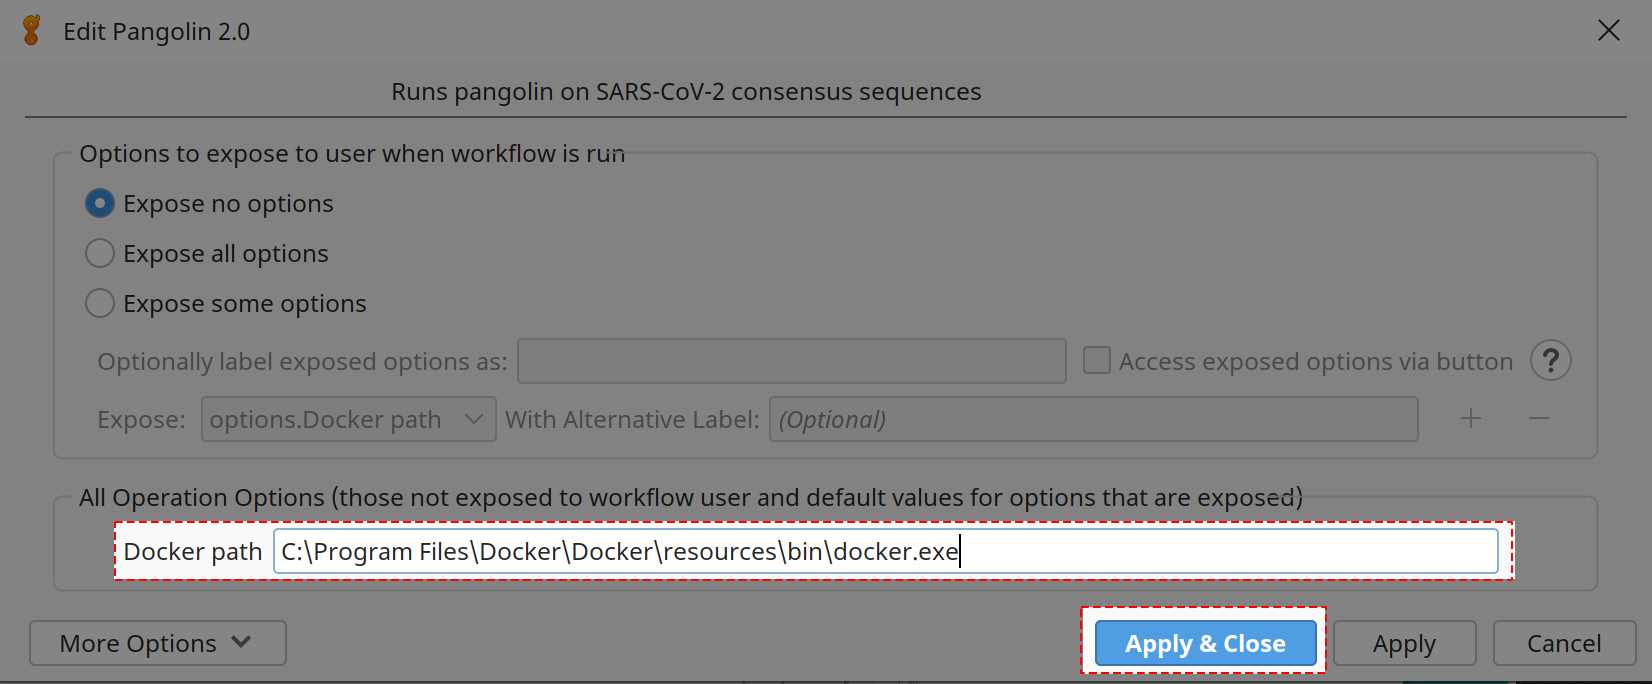 Edit Pangolin 2.0
Runs pangolin on SARS-CoV-2 consensus sequences
Options to expose to user when workflow is run
Expose no options
Expose all options
Expose some options
Optionally label exposed options as: Access exposed options via button ?
Expose: options.Docker path With Alternative Label: (Optional) + −
All Operation Options (those not exposed to workflow user and default values for options that are exposed)
Docker path C:\Program Files\Docker\Docker\resources\bin\docker.exe
More Options Apply & Close Apply Cancel